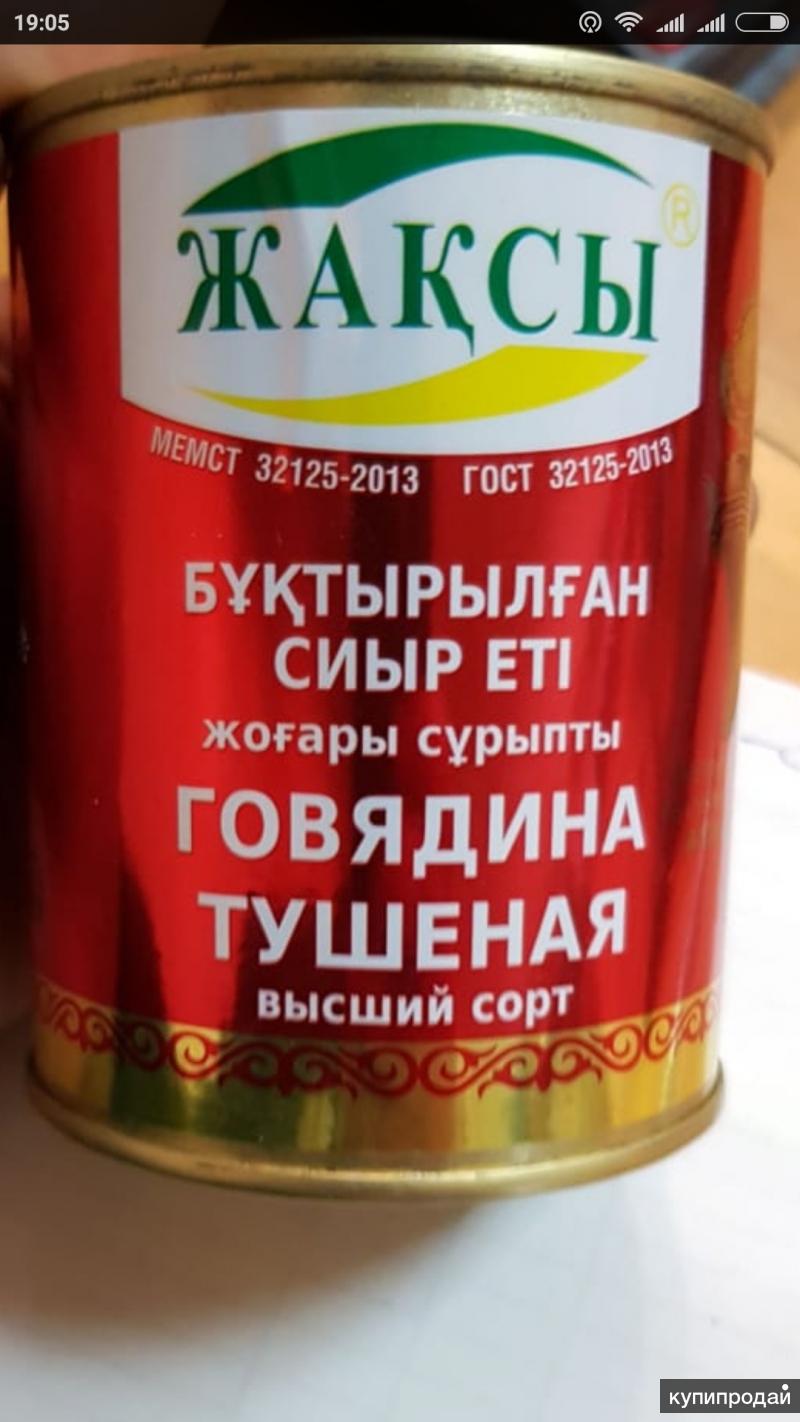 19:05
ЖАҚСЫ ®
МЕМСТ 32125-2013 ГОСТ 32125-2013
БҰҚТЫРЫЛҒАН
СИЫР ЕТІ
жоғары сұрыпты
ГОВЯДИНА
ТУШЕНАЯ
высший сорт
купипродай